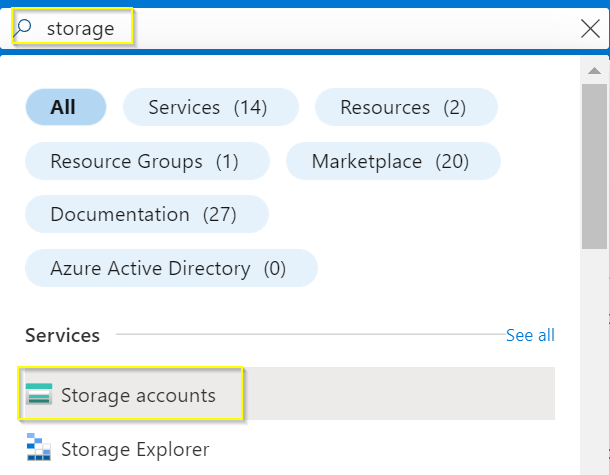 storage
All Services (14) Resources (2)
Resource Groups (1) Marketplace (20)
Documentation (27)
Azure Active Directory (0)
Services See all
Storage accounts
Storage Explorer